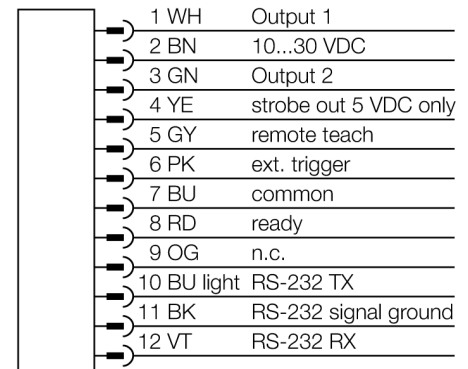 1 WH Output 1
2 BN 10...30 VDC
3 GN Output 2
4 YE strobe out 5 VDC only
5 GY remote teach
6 PK ext. trigger
7 BU common
8 RD ready
9 OG n.c.
10 BU light RS-232 TX
11 BK RS-232 signal ground
12 VT RS-232 RX